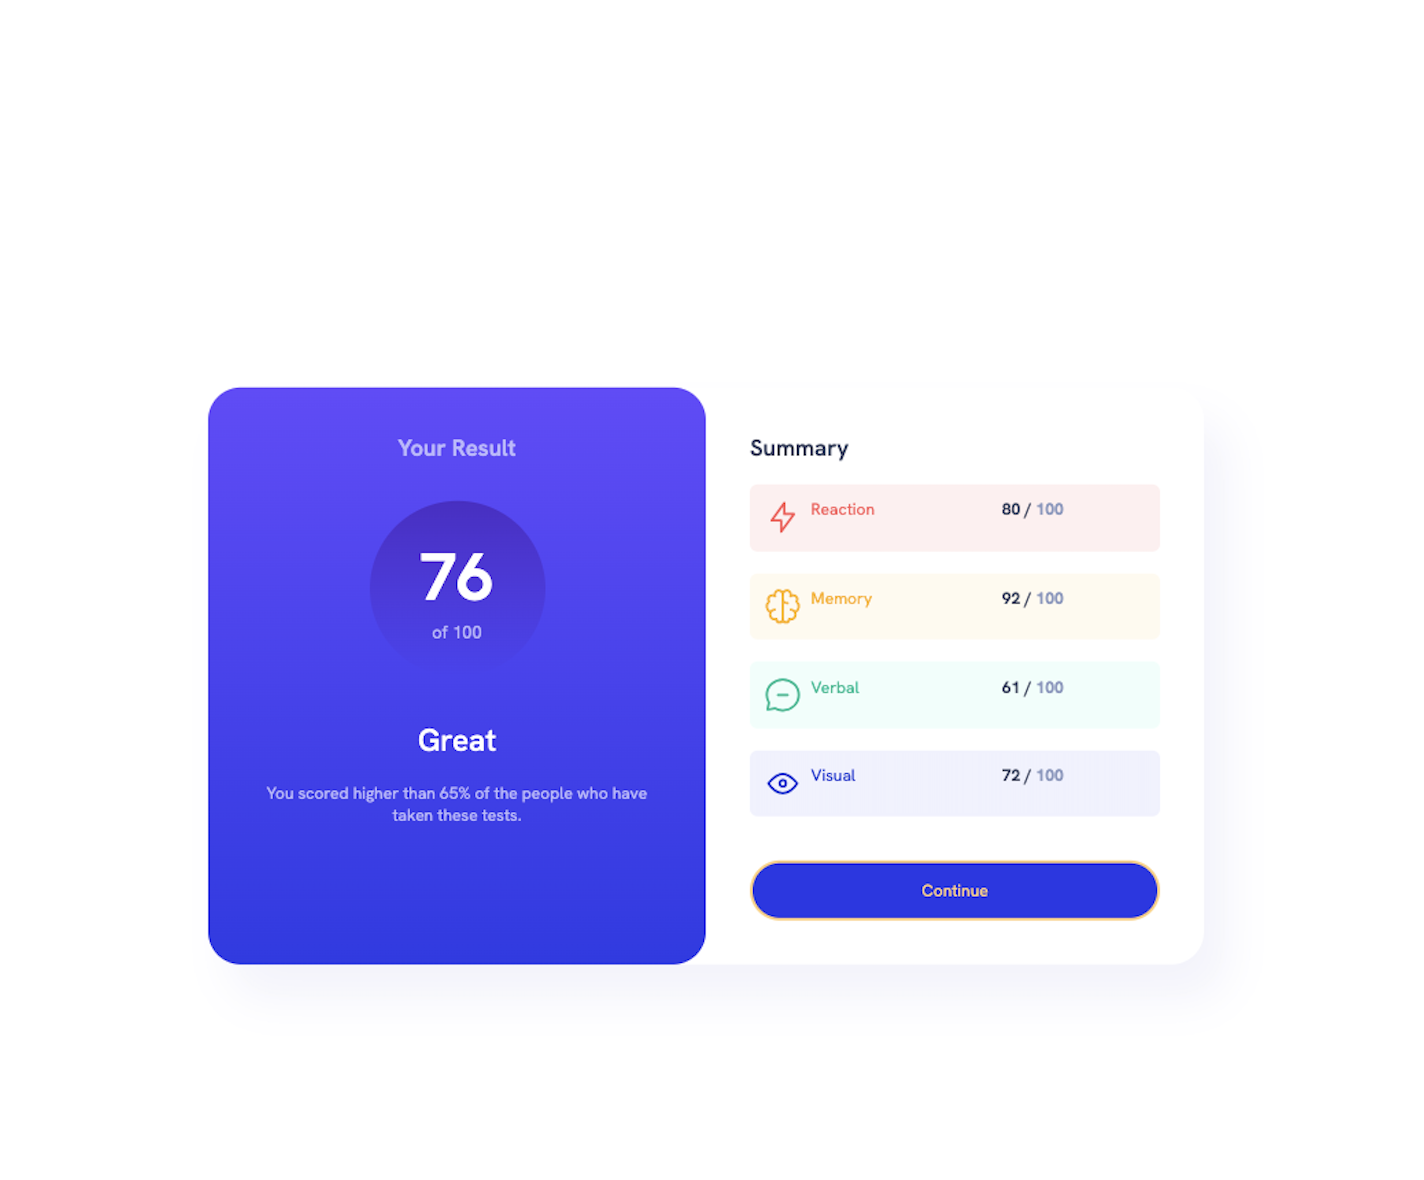 Your Result
76
of 100
Great
You scored higher than 65% of the people who have
taken these tests.
Summary
Reaction 80 / 100
Memory 92 / 100
Verbal 61 / 100
Visual 72 / 100
Continue